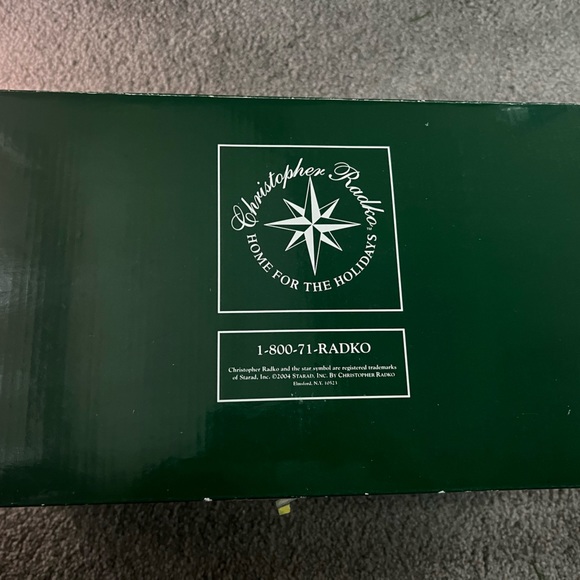 Christopher Radko
HOME FOR THE HOLIDAYS
1-800-71-RADKO
Christopher Radko and the star symbol are registered trademarks
of Starad, Inc. ©2004 STARAD, INC. BY CHRISTOPHER RADKO
Elmsford, N.Y. 10523